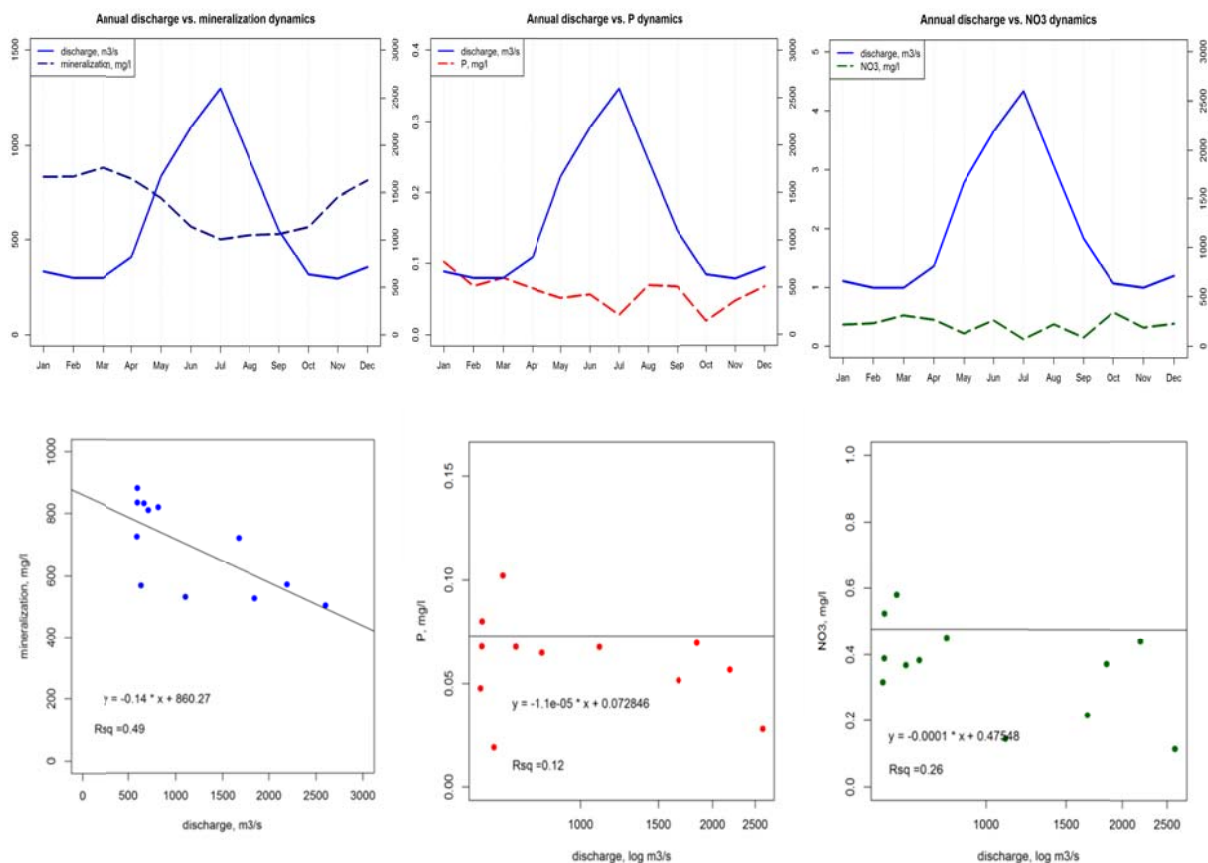 Annual discharge vs. mineralization dynamics
discharge, m3/s
mineralization, mg/l
1500
1000
500
0
3000
2500
2000
1500
1000
500
0
Jan Feb Mar Apr May Jun Jul Aug Sep Oct Nov Dec
Annual discharge vs. P dynamics
discharge, m3/s
P, mg/l
0.4
0.3
0.2
0.1
0.0
3000
2500
2000
1500
1000
500
0
Jan Feb Mar Apr May Jun Jul Aug Sep Oct Nov Dec
Annual discharge vs. NO3 dynamics
discharge, m3/s
NO3, mg/l
5
4
3
2
1
0
3000
2500
2000
1500
1000
500
0
Jan Feb Mar Apr May Jun Jul Aug Sep Oct Nov Dec
mineralization, mg/l
1000
800
600
400
200
0
y = -0.14 * x + 860.27
Rsq =0.49
0 500 1000 1500 2000 2500 3000
discharge, m3/s
P, mg/l
0.15
0.10
0.05
0.00
y = -1.1e-05 * x + 0.072846
Rsq =0.12
1000 1500 2000 2500
discharge, log m3/s
NO3, mg/l
1.0
0.8
0.6
0.4
0.2
0.0
y = -0.0001 * x + 0.47548
Rsq =0.26
1000 1500 2000 2500
discharge, log m3/s